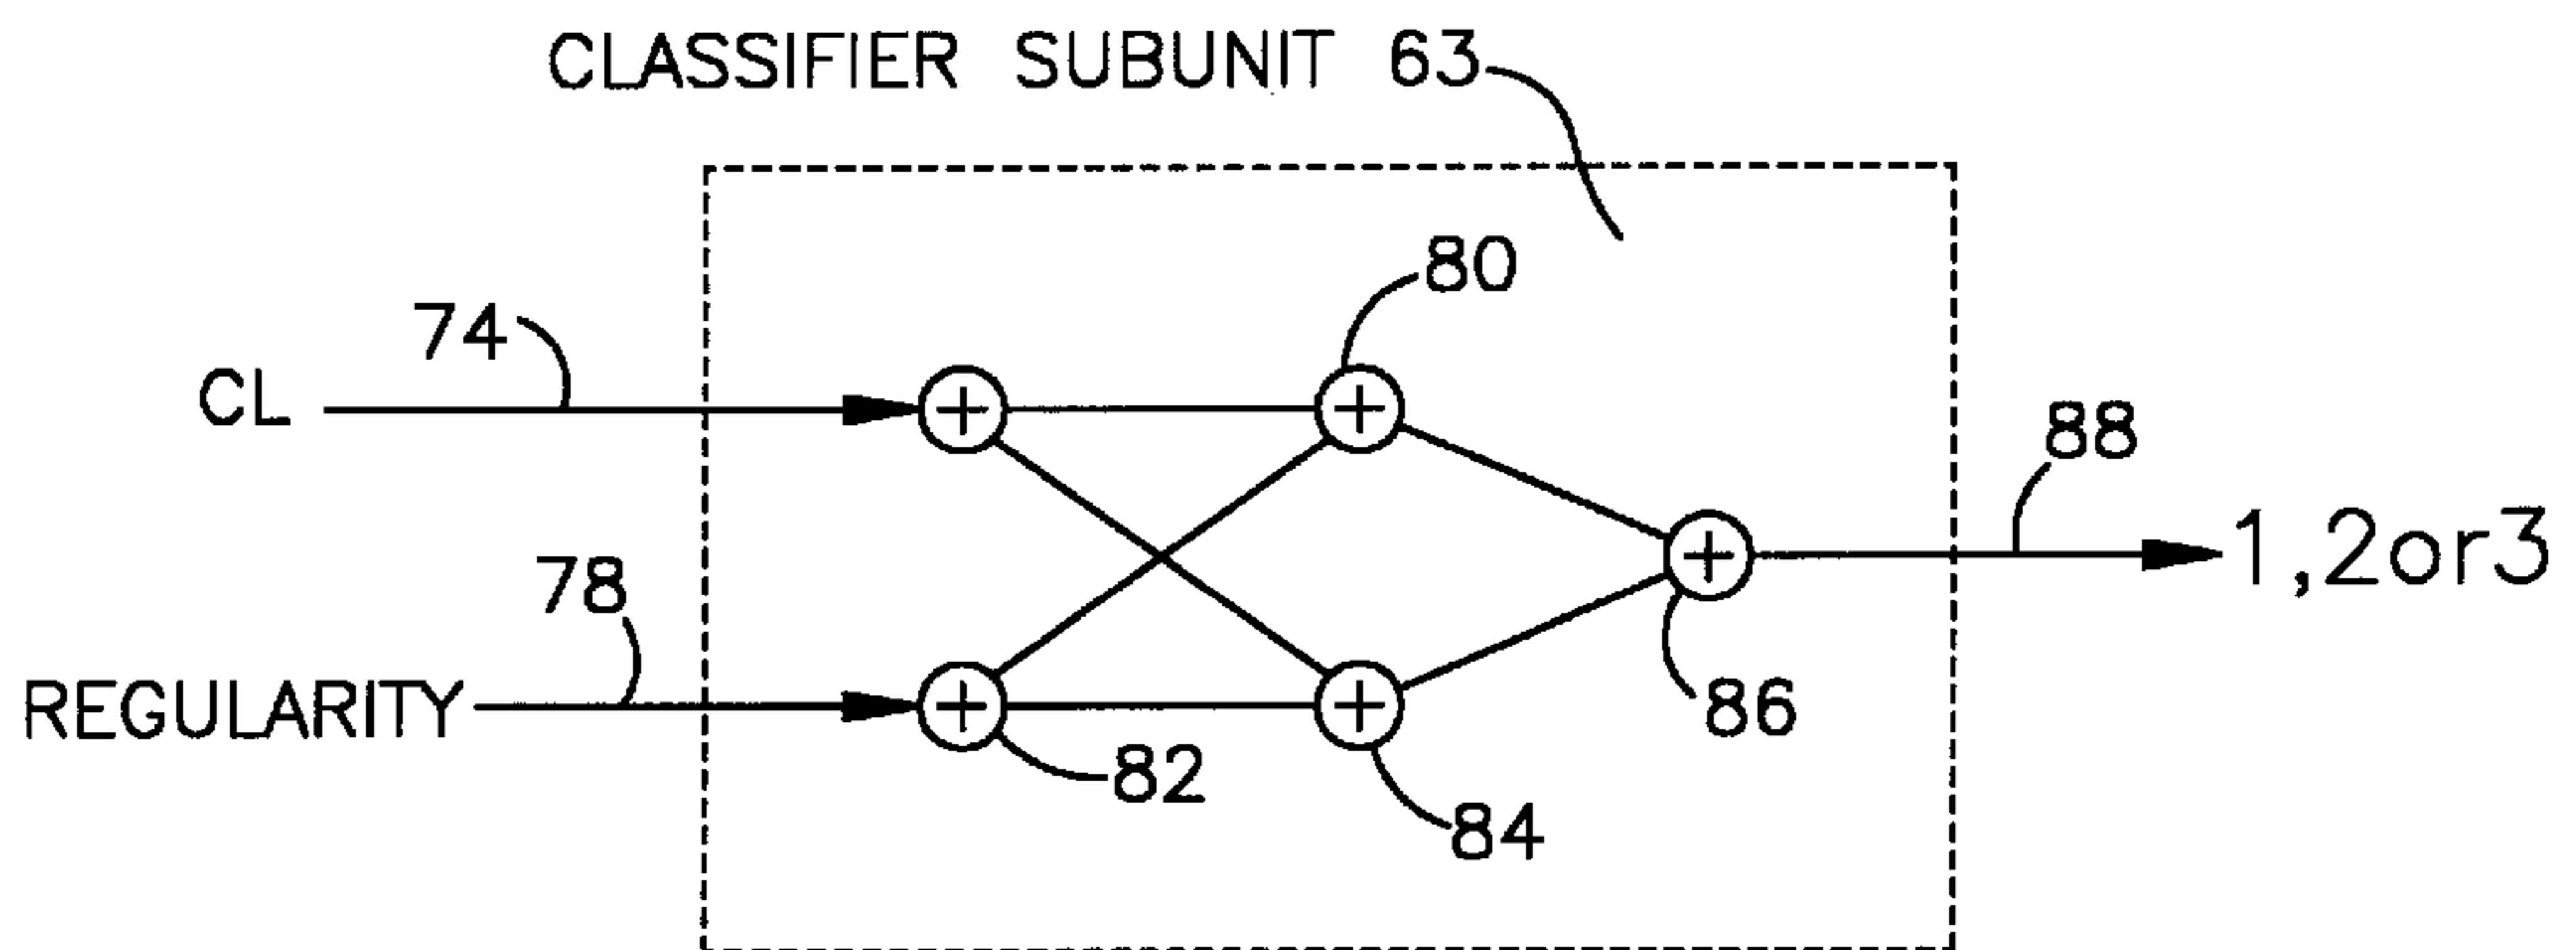 CLASSIFIER SUBUNIT 63
80
74
CL
88
1,2or3
78
REGULARITY
86
82
84